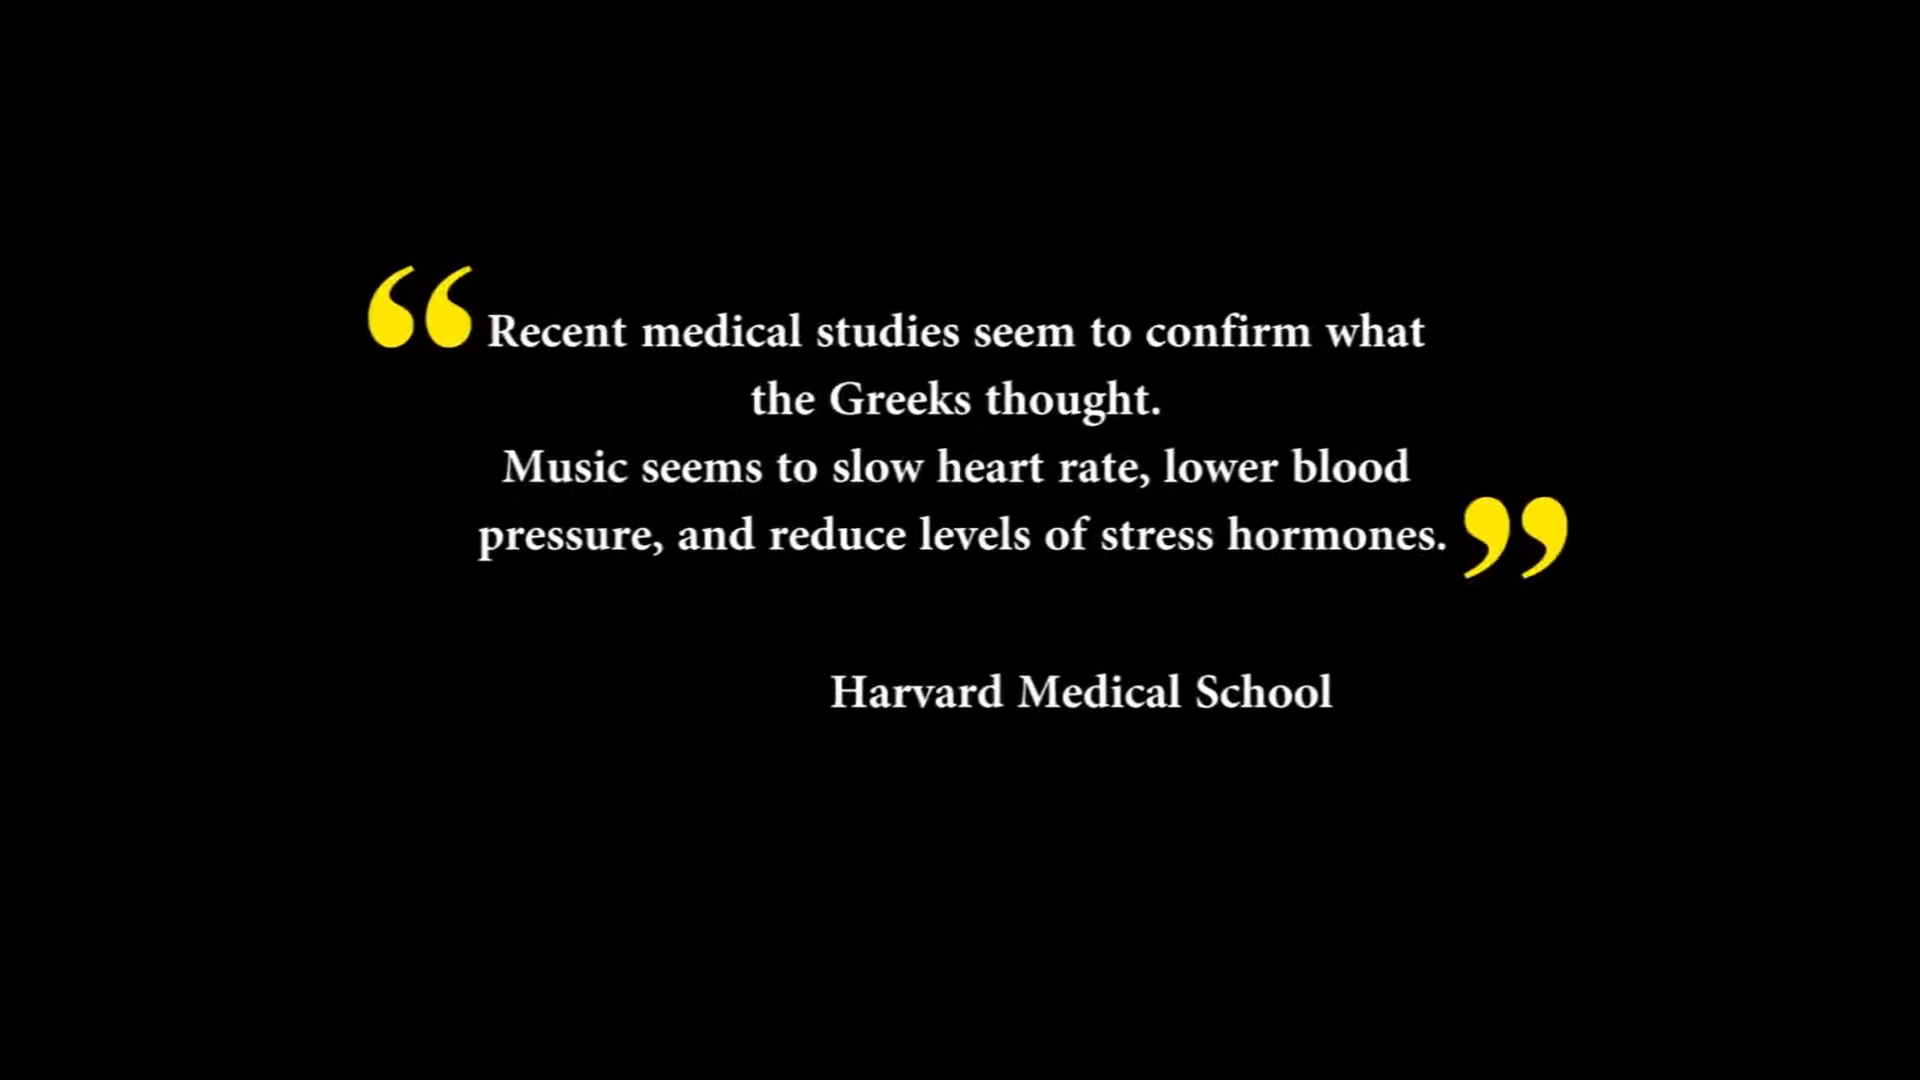 “Recent medical studies seem to confirm what
the Greeks thought.
Music seems to slow heart rate, lower blood
pressure, and reduce levels of stress hormones.”
Harvard Medical School